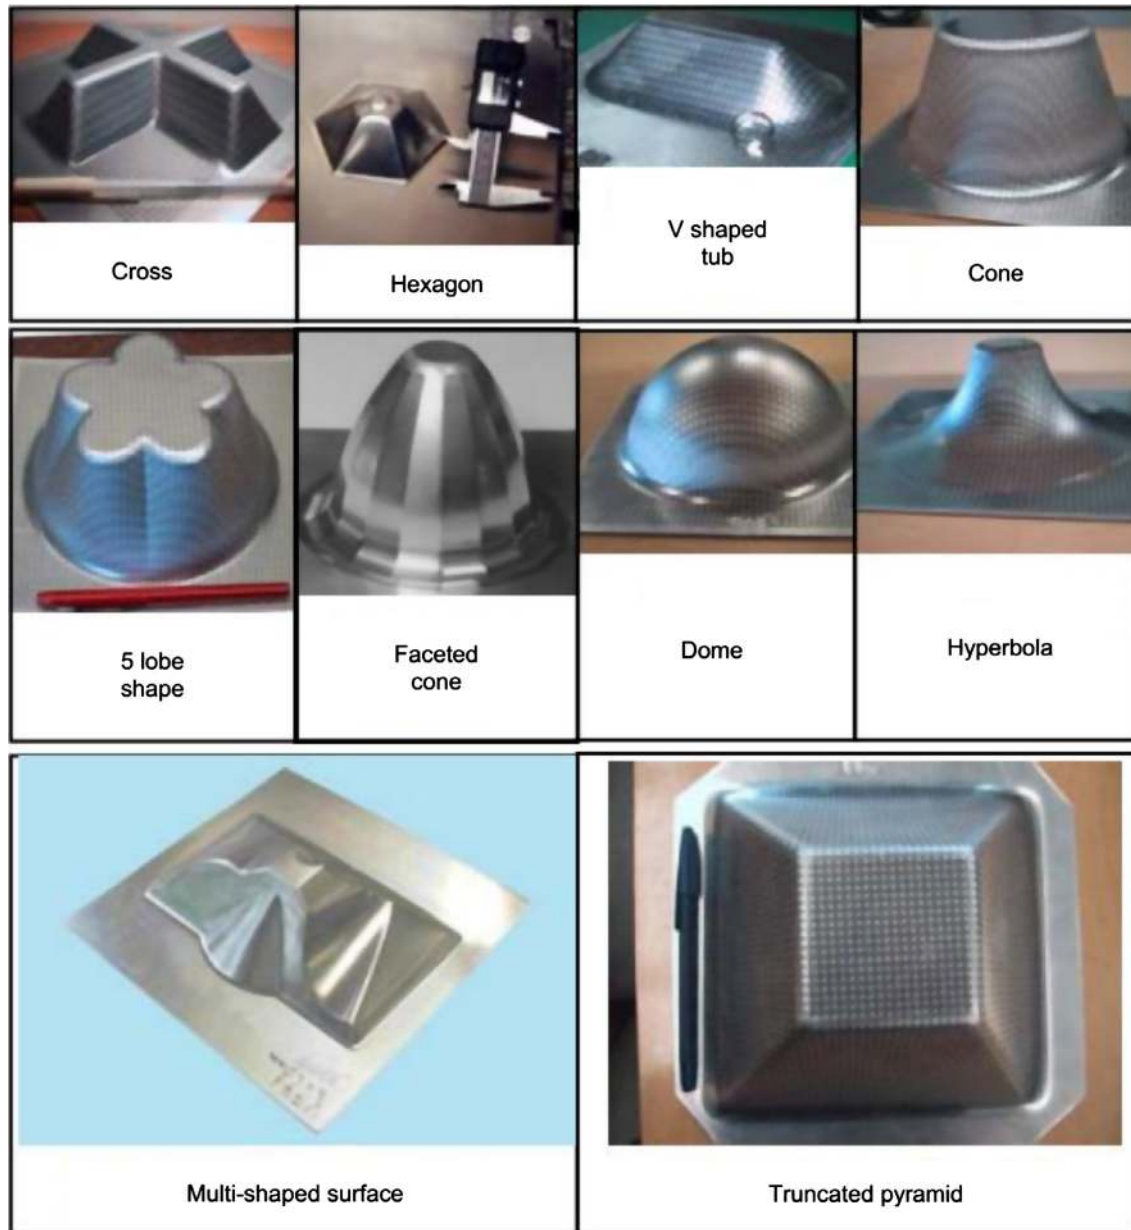 Cross
Hexagon
V shaped
tub
Cone
5 lobe
shape
Faceted
cone
Dome
Hyperbola
Multi-shaped surface
Truncated pyramid